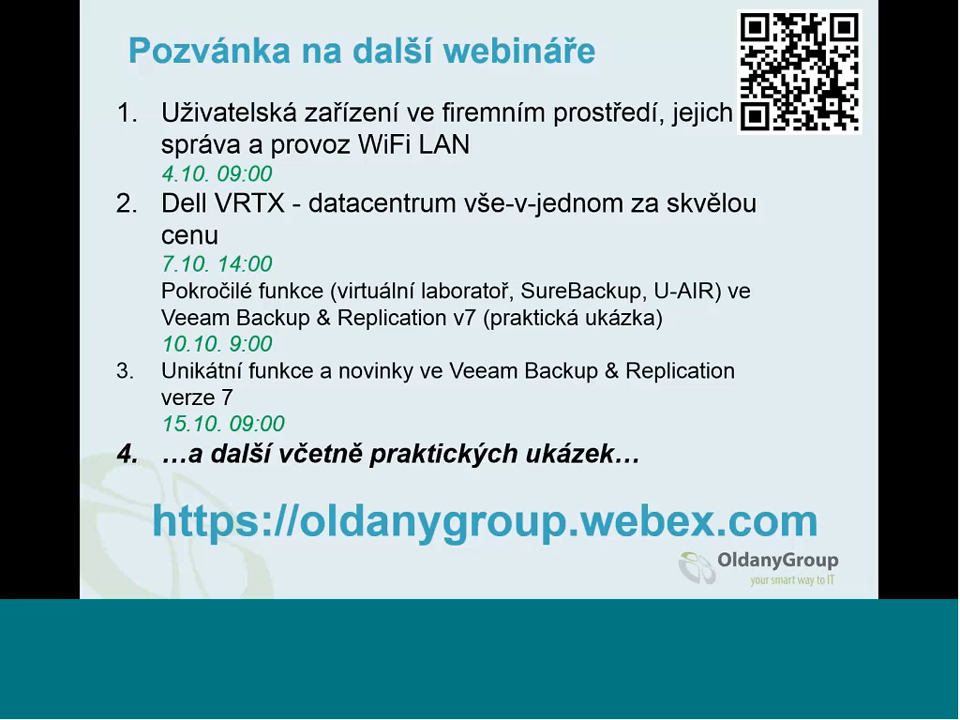 Pozvánka na další webináře
1. Uživatelská zařízení ve firemním prostředí, jejich
správa a provoz WiFi LAN
4.10. 09:00
2. Dell VRTX - datacentrum vše-v-jednom za skvělou
cenu
7.10. 14:00
Pokročilé funkce (virtuální laboratoř, SureBackup, U-AIR) ve
Veeam Backup & Replication v7 (praktická ukázka)
10.10. 9:00
3. Unikátní funkce a novinky ve Veeam Backup & Replication
verze 7
15.10. 09:00
4. …a další včetně praktických ukázek…
https://oldanygroup.webex.com
OldanyGroup
your smart way to IT